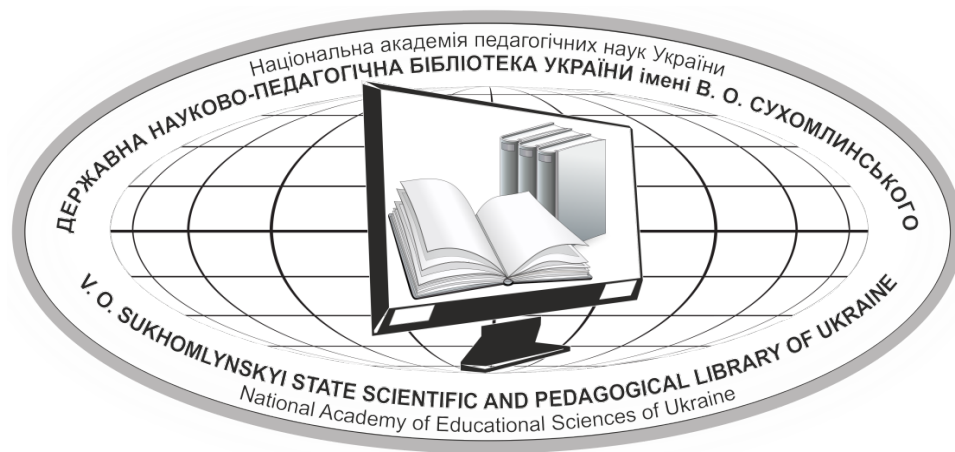 Національна академія педагогічних наук України
ДЕРЖАВНА НАУКОВО-ПЕДАГОГІЧНА БІБЛІОТЕКА УКРАЇНИ імені В. О. СУХОМЛИНСЬКОГО
V. O. SUKHOMLYNSKYI STATE SCIENTIFIC AND PEDAGOGICAL LIBRARY OF UKRAINE
National Academy of Educational Sciences of Ukraine